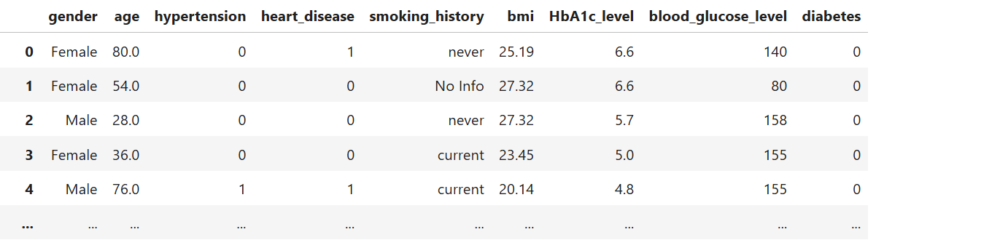 gender age hypertension heart_disease smoking_history bmi HbA1c_level blood_glucose_level diabetes
0 Female 80.0 0 1 never 25.19 6.6 140 0
1 Female 54.0 0 0 No Info 27.32 6.6 80 0
2 Male 28.0 0 0 never 27.32 5.7 158 0
3 Female 36.0 0 0 current 23.45 5.0 155 0
4 Male 76.0 1 1 current 20.14 4.8 155 0
... ... ... ... ... ... ... ... ... ...